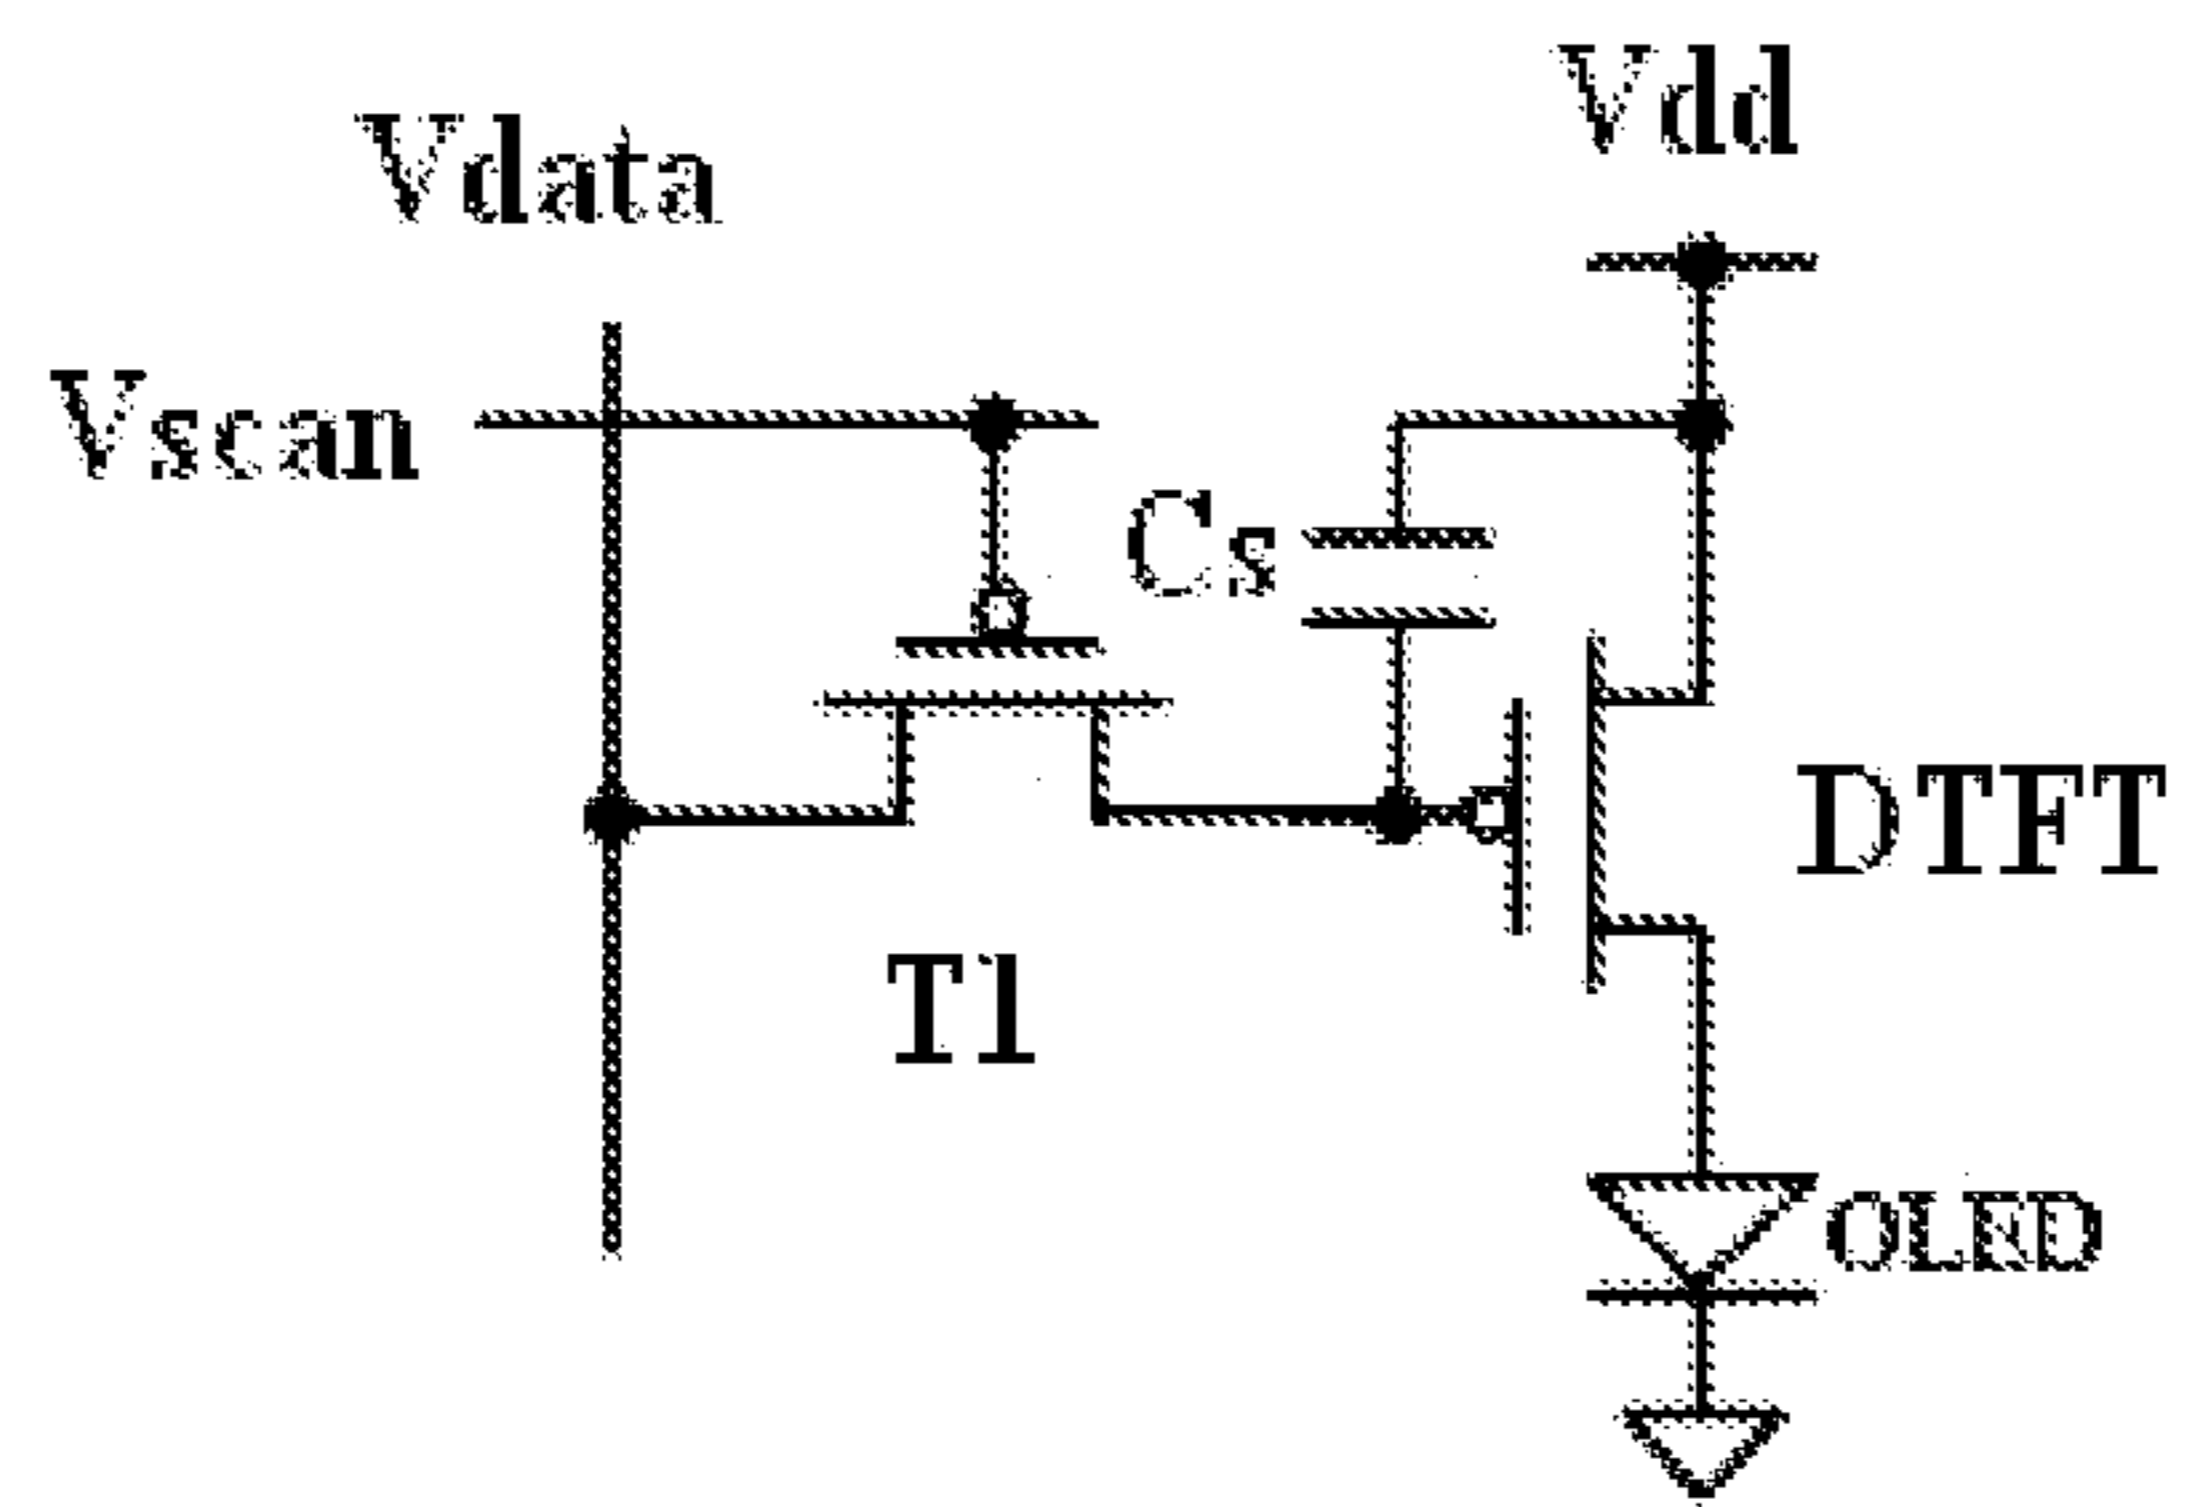 Vdd
Vdata
Vscan
Cs
DTFT
T1
OLED